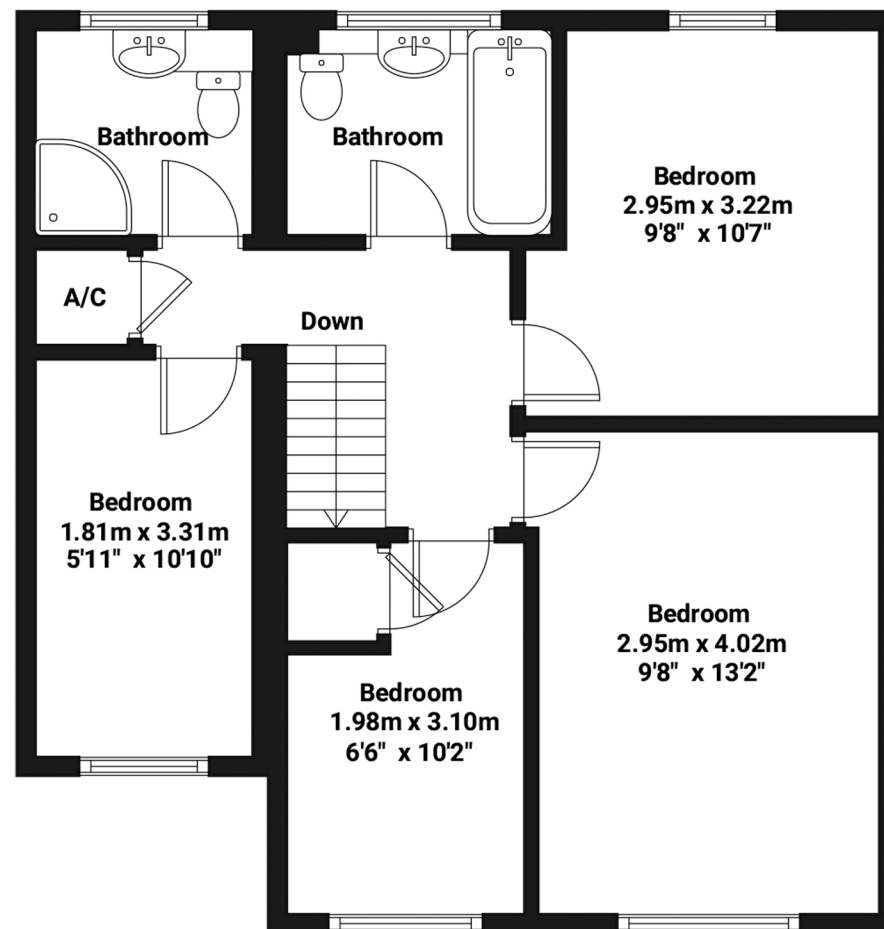 Bathroom
Bathroom
Bedroom
2.95m x 3.22m
9'8" x 10'7"
A/C
Down
Bedroom
1.81m x 3.31m
5'11" x 10'10"
Bedroom
2.95m x 4.02m
9'8" x 13'2"
Bedroom
1.98m x 3.10m
6'6" x 10'2"